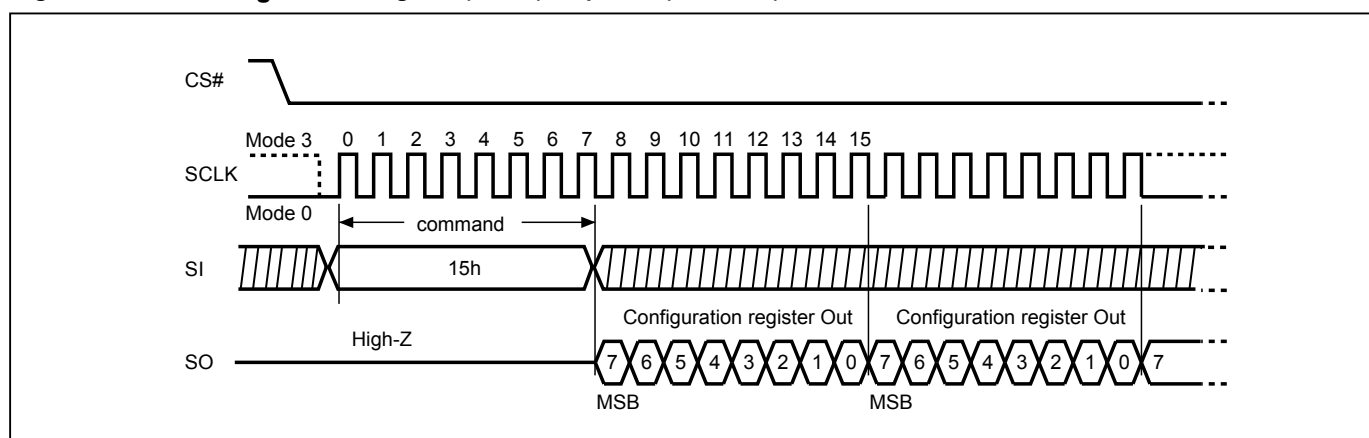 CS#
Mode 3
0 1 2 3 4 5 6 7 8 9 10 11 12 13 14 15
SCLK
Mode 0
command
SI
15h
Configuration register Out Configuration register Out
High-Z
SO
7 6 5 4 3 2 1 0 7 6 5 4 3 2 1 0 7
MSB MSB